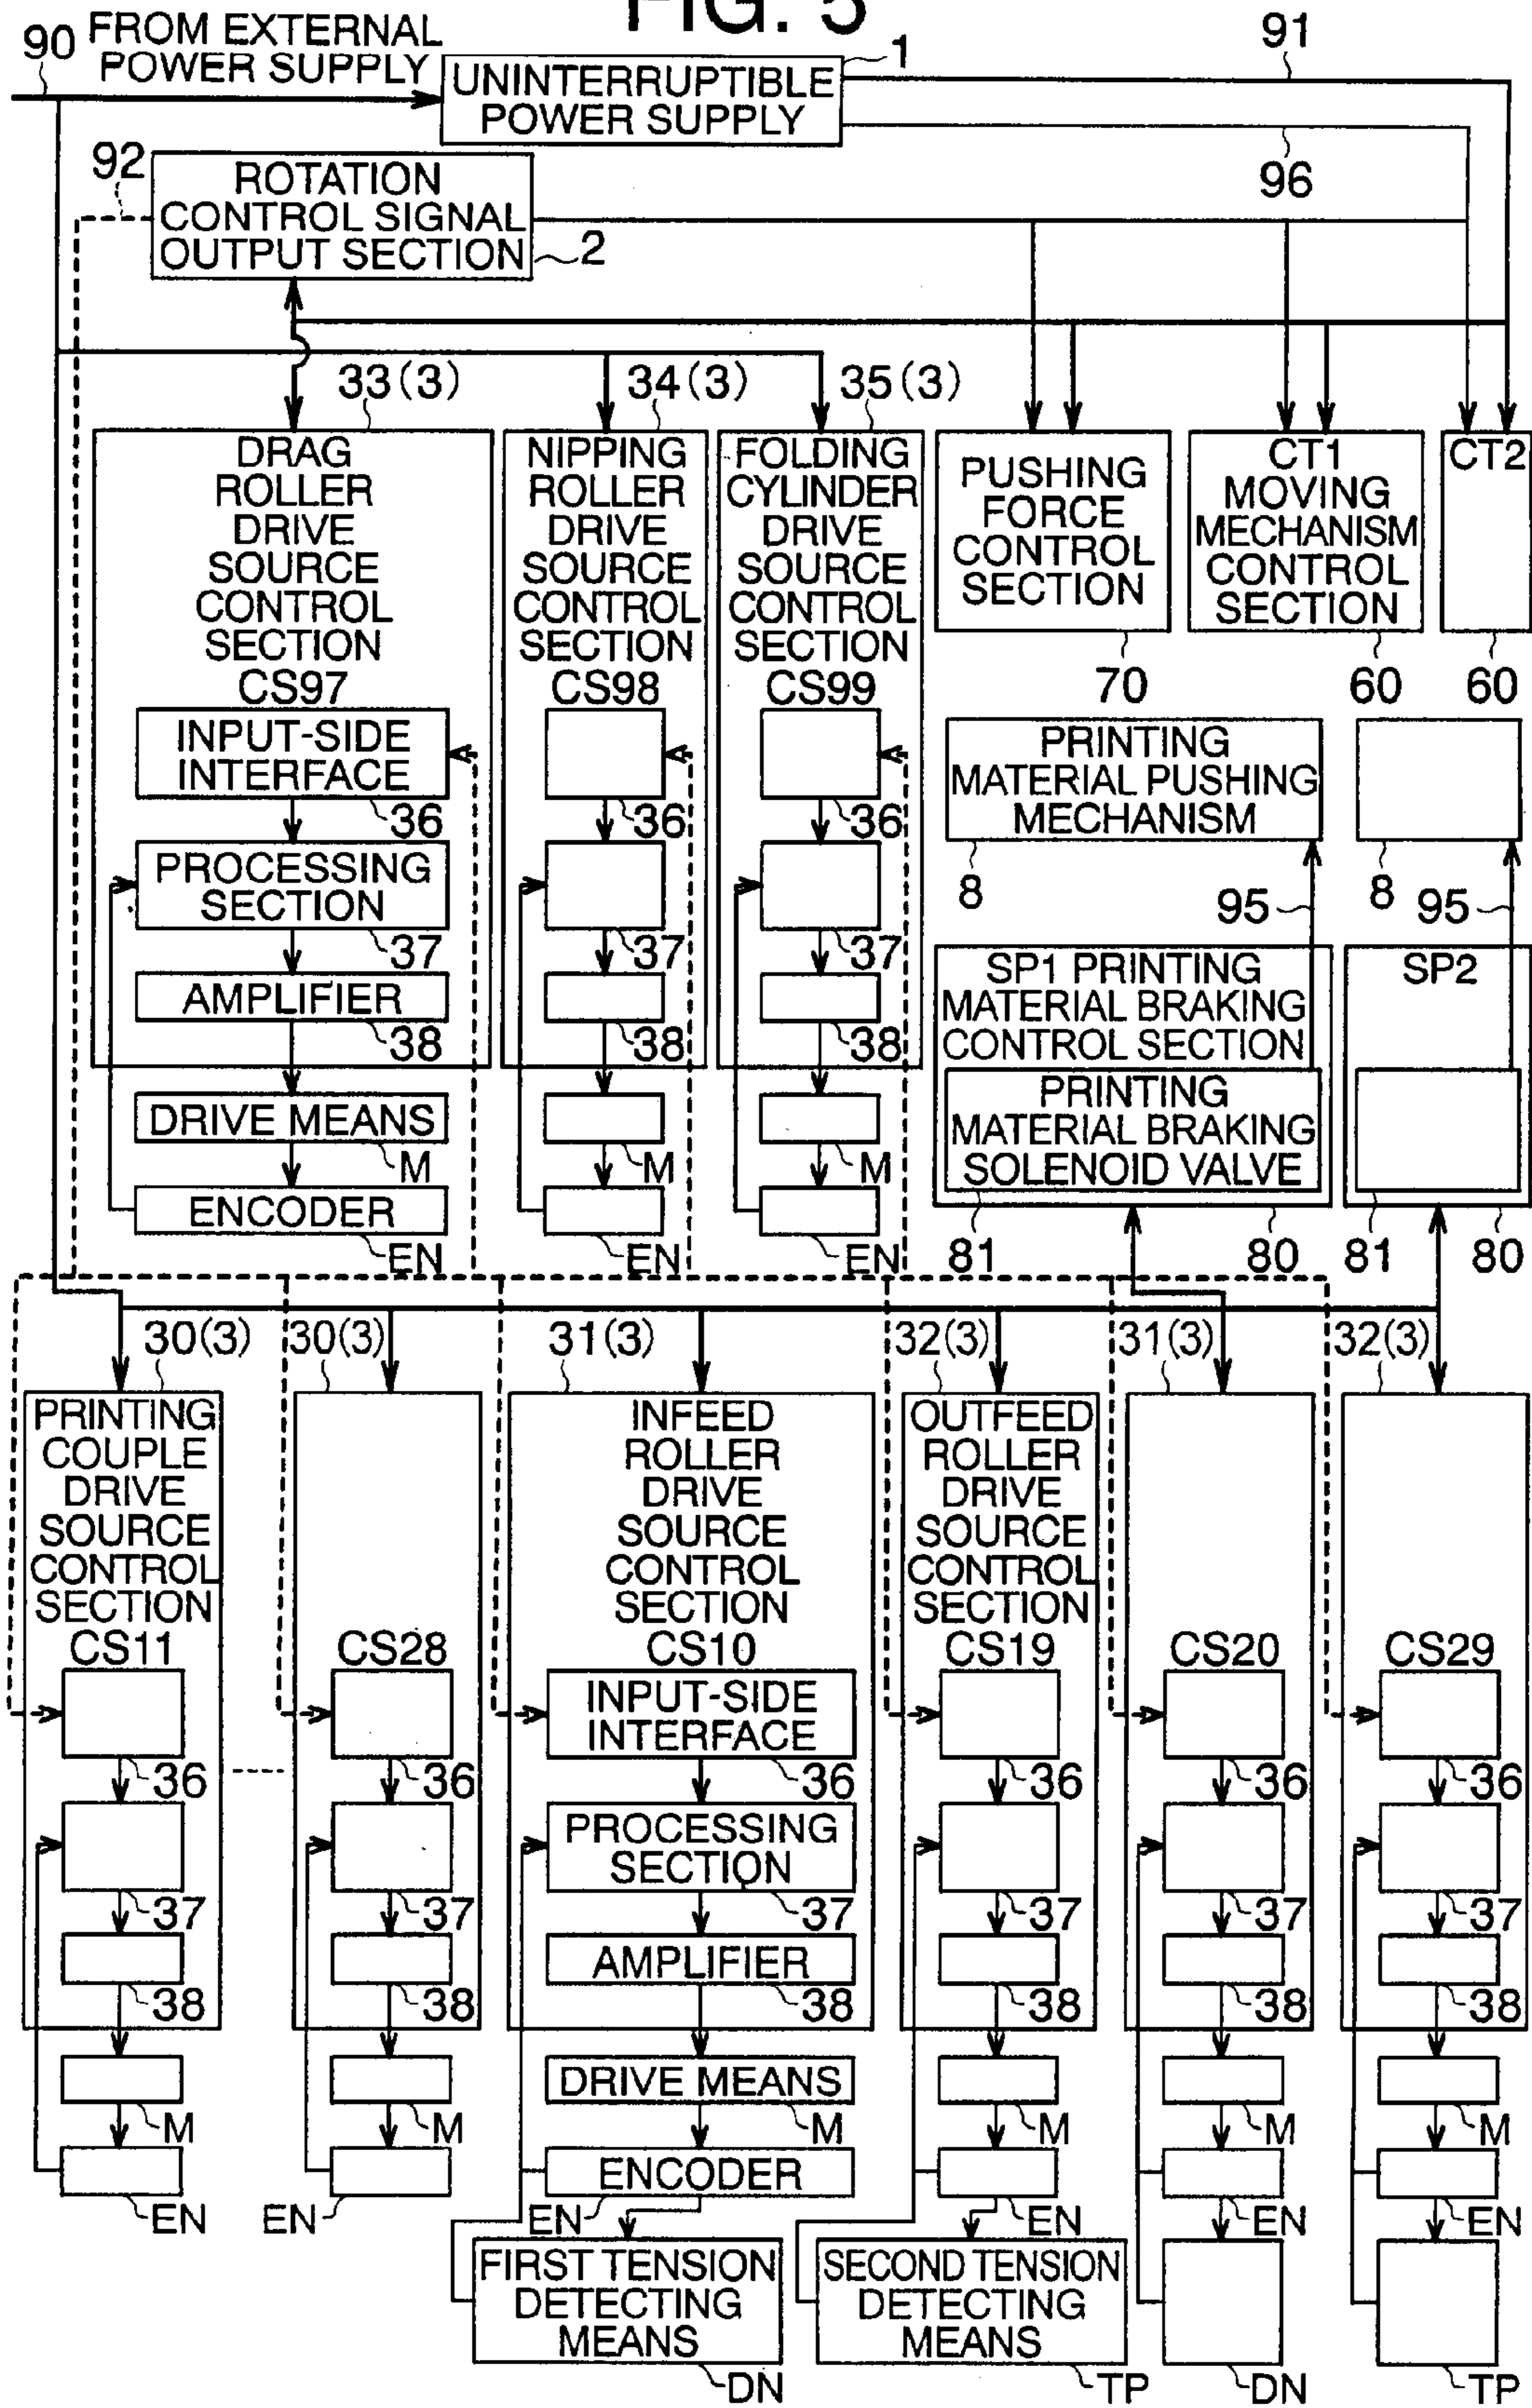 FIG. 5
90
FROM EXTERNAL
POWER SUPPLY
1
UNINTERRUPTIBLE
POWER SUPPLY
91
92
96
ROTATION
CONTROL SIGNAL
OUTPUT SECTION
2
33(3)
34(3)
35(3)
DRAG
ROLLER
DRIVE
SOURCE
CONTROL
SECTION
CS97
INPUT-SIDE
INTERFACE
36
PROCESSING
SECTION
37
AMPLIFIER
38
DRIVE MEANS
M
ENCODER
EN
NIPPING
ROLLER
DRIVE
SOURCE
CONTROL
SECTION
CS98
36
37
38
M
EN
FOLDING
CYLINDER
DRIVE
SOURCE
CONTROL
SECTION
CS99
36
37
38
M
EN
PUSHING
FORCE
CONTROL
SECTION
70
CT1
MOVING
MECHANISM
CONTROL
SECTION
60
CT2
60
PRINTING
MATERIAL PUSHING
MECHANISM
8
95
8
95
SP1 PRINTING
MATERIAL BRAKING
CONTROL SECTION
PRINTING
MATERIAL BRAKING
SOLENOID VALVE
81
80
SP2
81
80
30(3)
30(3)
31(3)
32(3)
31(3)
32(3)
PRINTING
COUPLE
DRIVE
SOURCE
CONTROL
SECTION
CS11
36
37
38
M
EN
CS28
36
37
38
M
EN
INFEED
ROLLER
DRIVE
SOURCE
CONTROL
SECTION
CS10
INPUT-SIDE
INTERFACE
36
PROCESSING
SECTION
37
AMPLIFIER
38
DRIVE MEANS
M
ENCODER
EN
FIRST TENSION
DETECTING
MEANS
DN
OUTFEED
ROLLER
DRIVE
SOURCE
CONTROL
SECTION
CS19
36
37
38
M
EN
SECOND TENSION
DETECTING
MEANS
TP
CS20
36
37
38
M
EN
DN
CS29
36
37
38
M
EN
TP